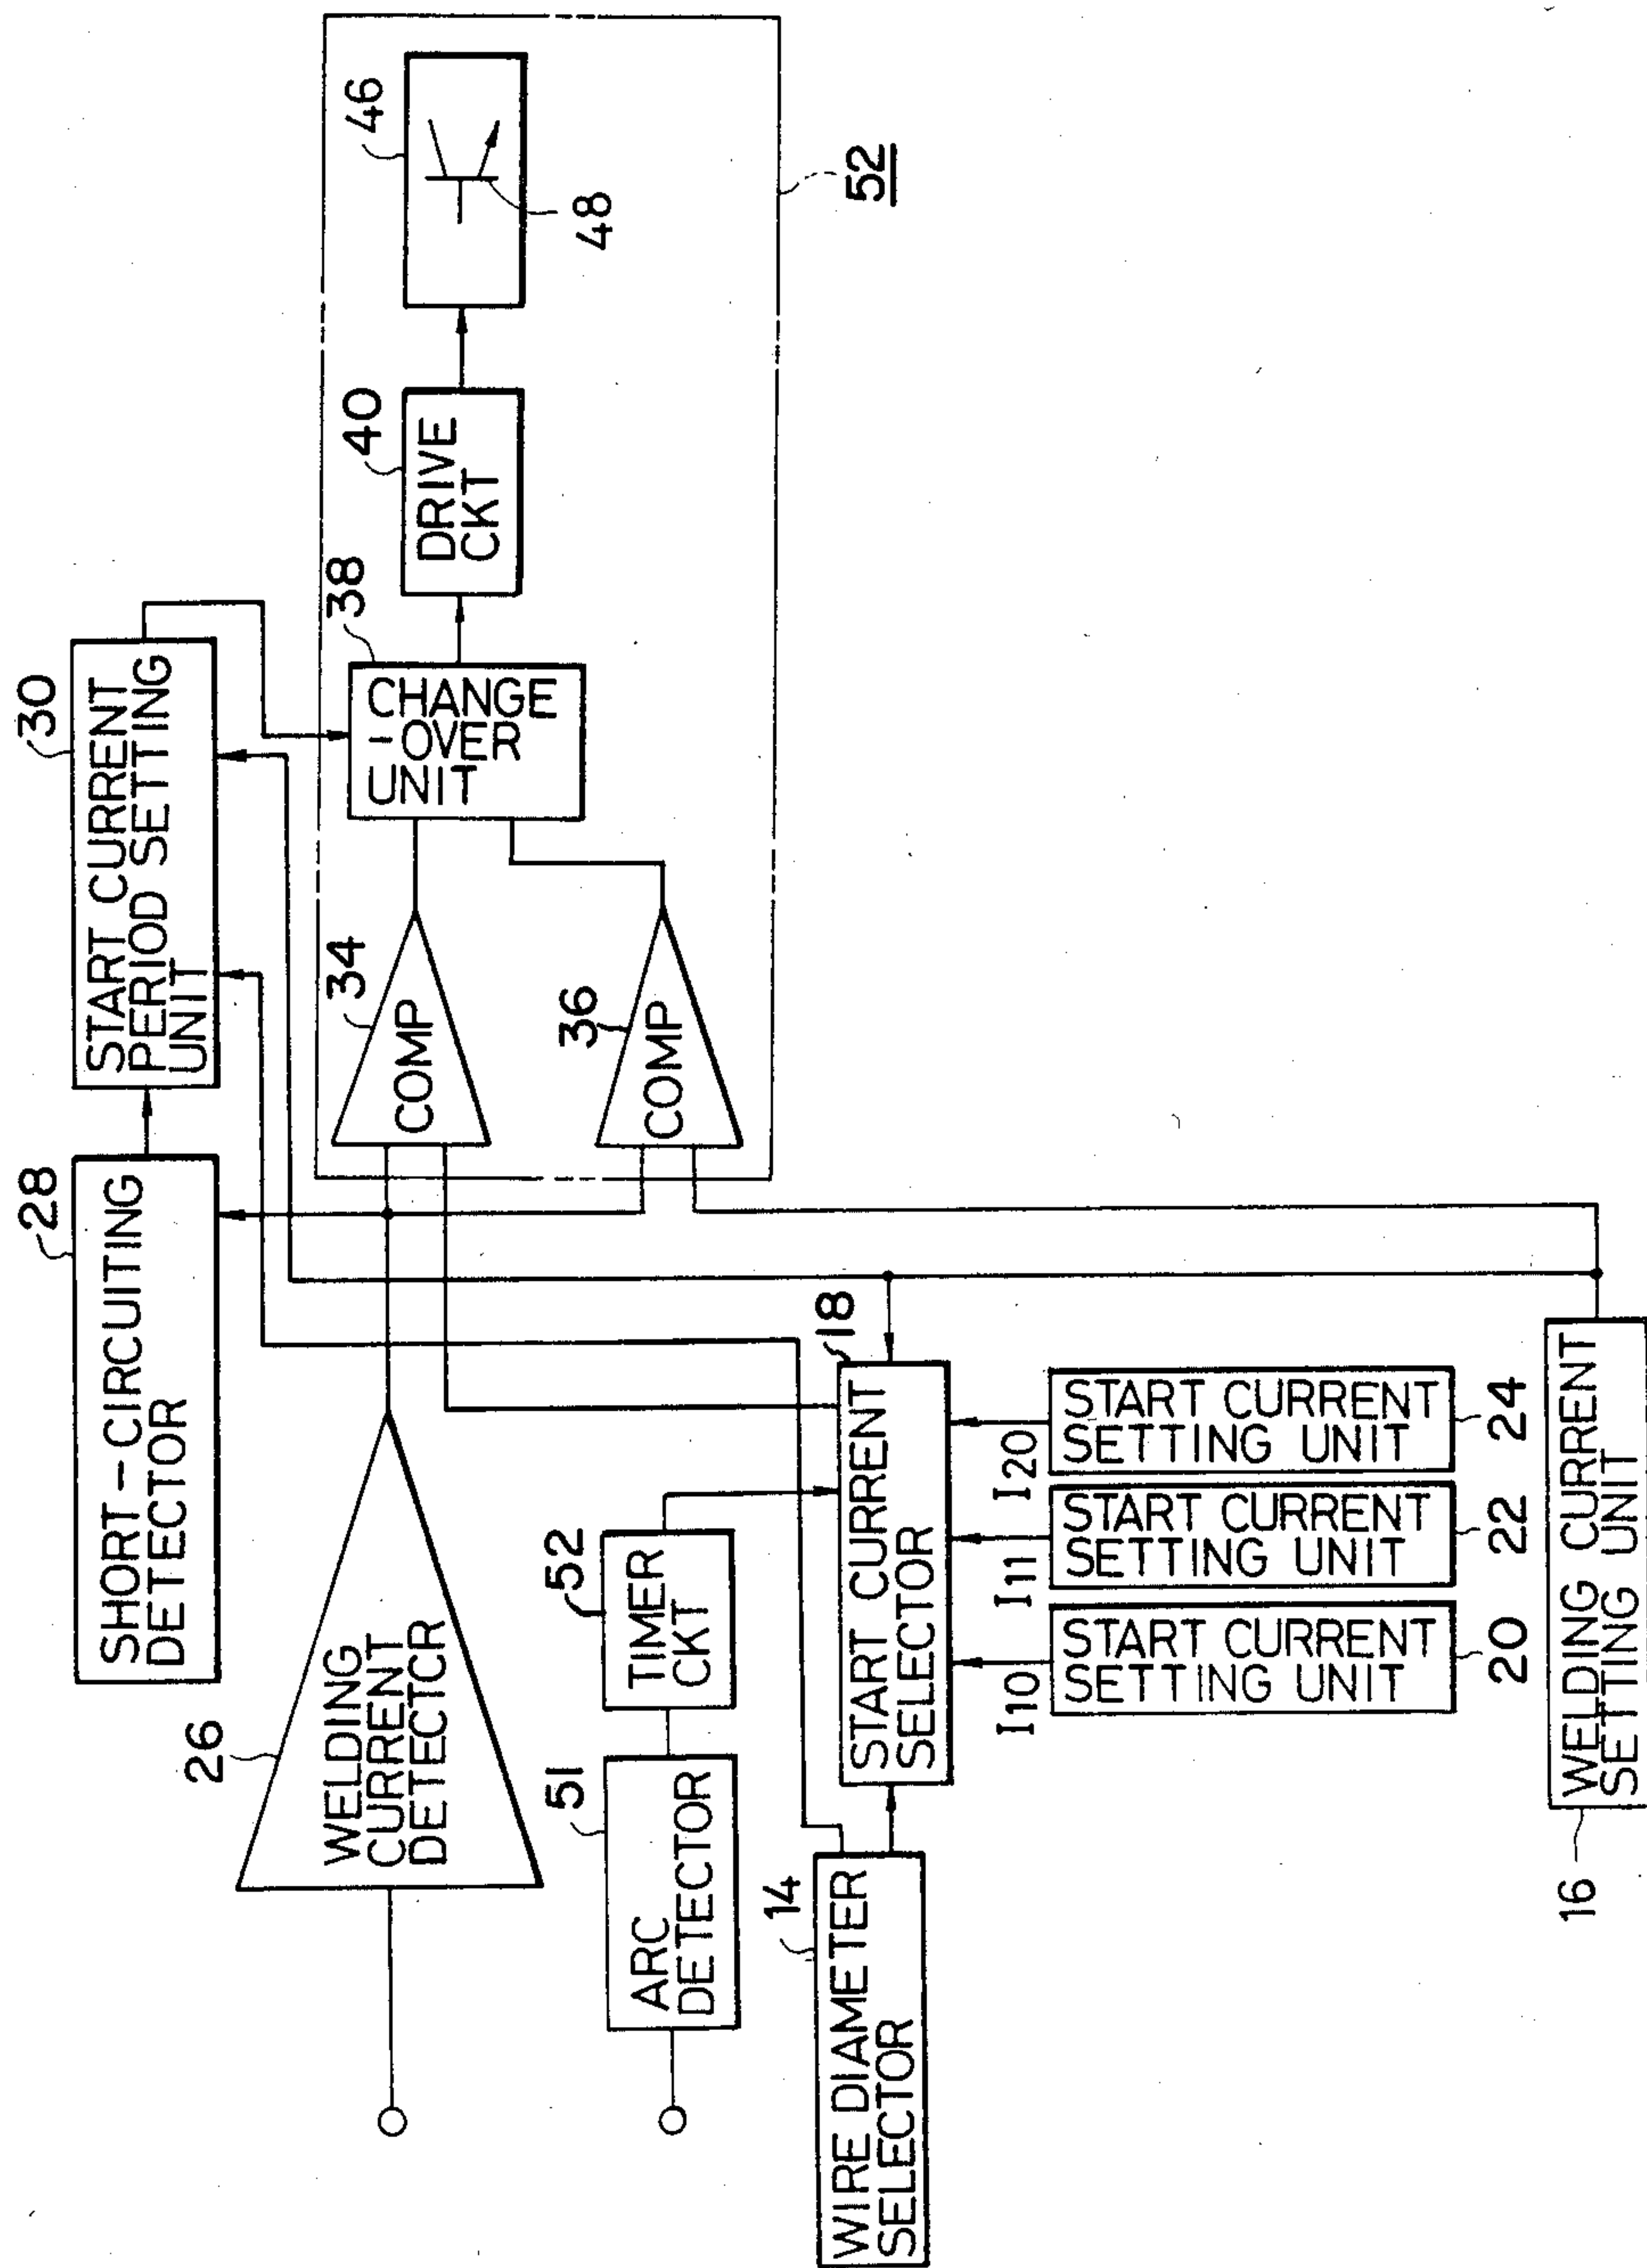 28
SHORT-CIRCUITING
DETECTOR
30
START CURRENT
PERIOD SETTING
UNIT
26
WELDING
CURRENT
DETECTOR
34
COMP
36
COMP
38
CHANGE
-OVER
UNIT
40
DRIVE
CKT
46
48
52
51
ARC
DETECTOR
52
TIMER
CKT
14
WIRE DIAMETER
SELECTOR
18
START CURRENT
SELECTOR
I10
I11
I20
START CURRENT
SETTING UNIT
20
START CURRENT
SETTING UNIT
22
START CURRENT
SETTING UNIT
24
16
WELDING CURRENT
SETTING UNIT